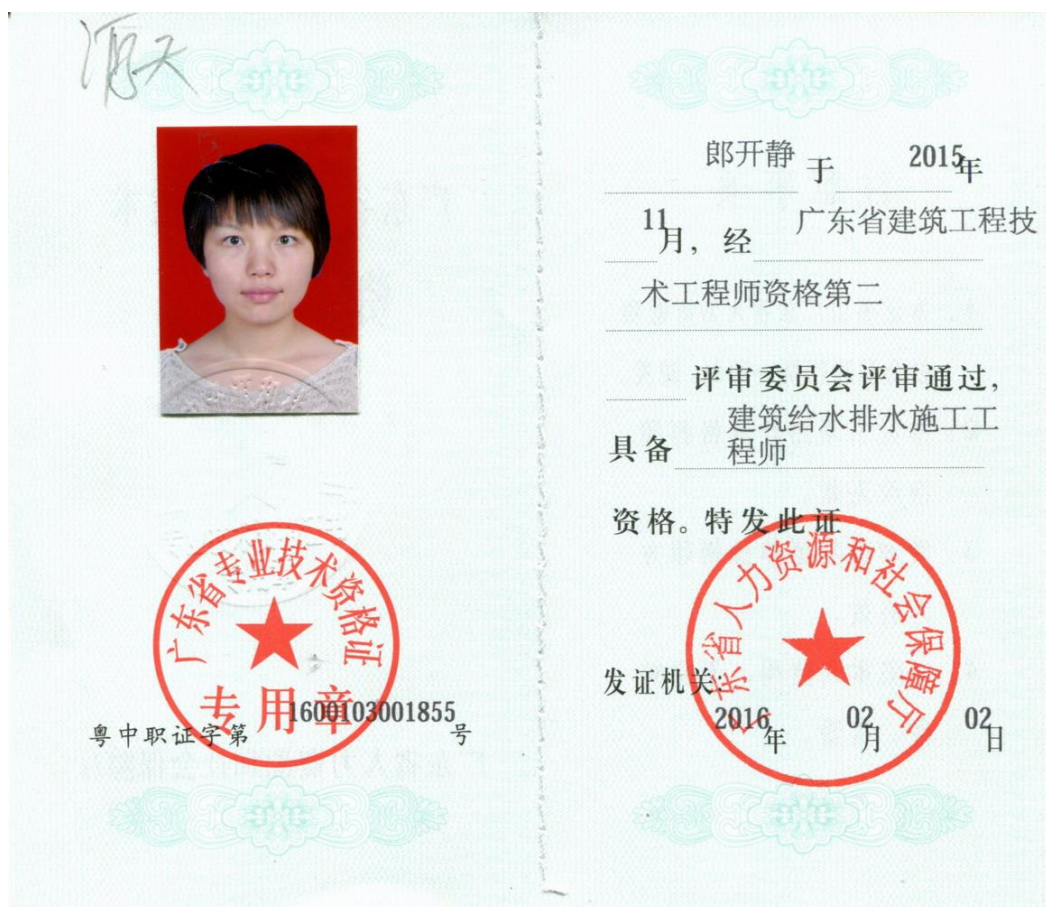 郎开静 于 2015年
11月，经 广东省建筑工程技
术工程师资格第二
评审委员会评审通过，
具备 建筑给水排水施工工
程师
资格。特发此证
广东省专业技术资格证
专用章
粤中职证字第 1600103001855 号
广东省人力资源和社会保障厅
发证机关：
2016年 02月 02日